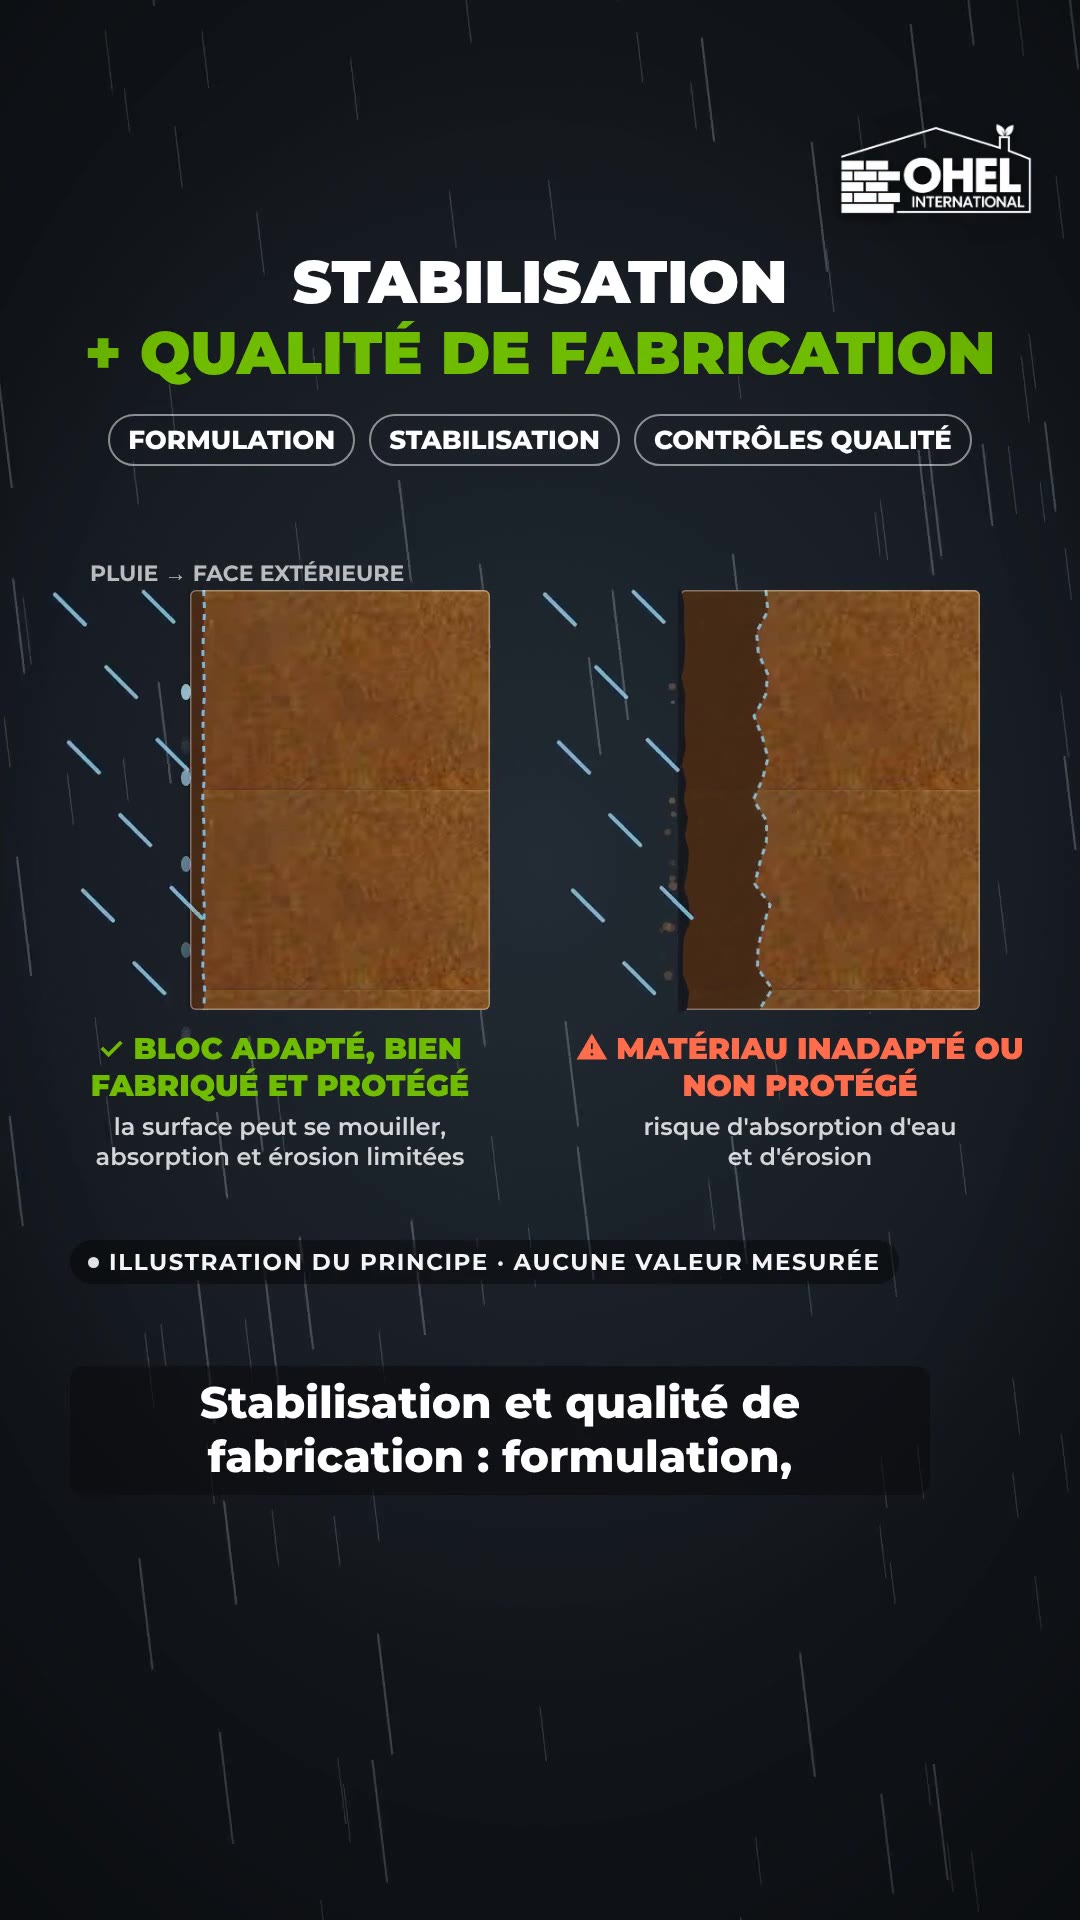 OHEL
INTERNATIONAL
STABILISATION
+ QUALITÉ DE FABRICATION
FORMULATION
STABILISATION
CONTRÔLES QUALITÉ
PLUIE → FACE EXTÉRIEURE
✓ BLOC ADAPTÉ, BIEN
FABRIQUÉ ET PROTÉGÉ
la surface peut se mouiller,
absorption et érosion limitées
⚠ MATÉRIAU INADAPTÉ OU
NON PROTÉGÉ
risque d'absorption d'eau
et d'érosion
● ILLUSTRATION DU PRINCIPE · AUCUNE VALEUR MESURÉE
Stabilisation et qualité de
fabrication : formulation,